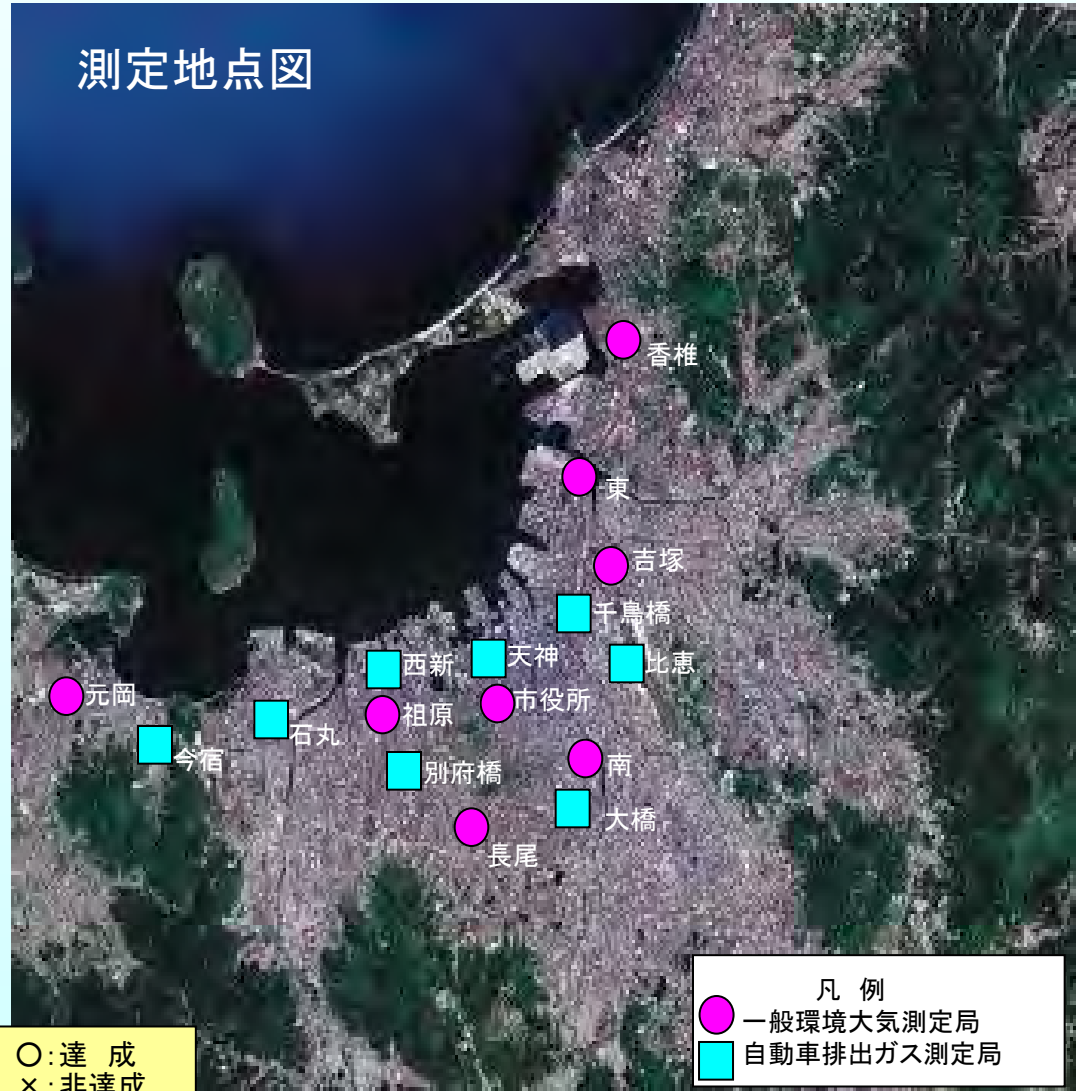 測定地点図
香椎
東
吉塚
千鳥橋
西新
天神
比恵
元岡
祖原
市役所
石丸
今宿
別府橋
南
大橋
長尾
凡 例
一般環境大気測定局
自動車排出ガス測定局
○:達 成
×:非達成